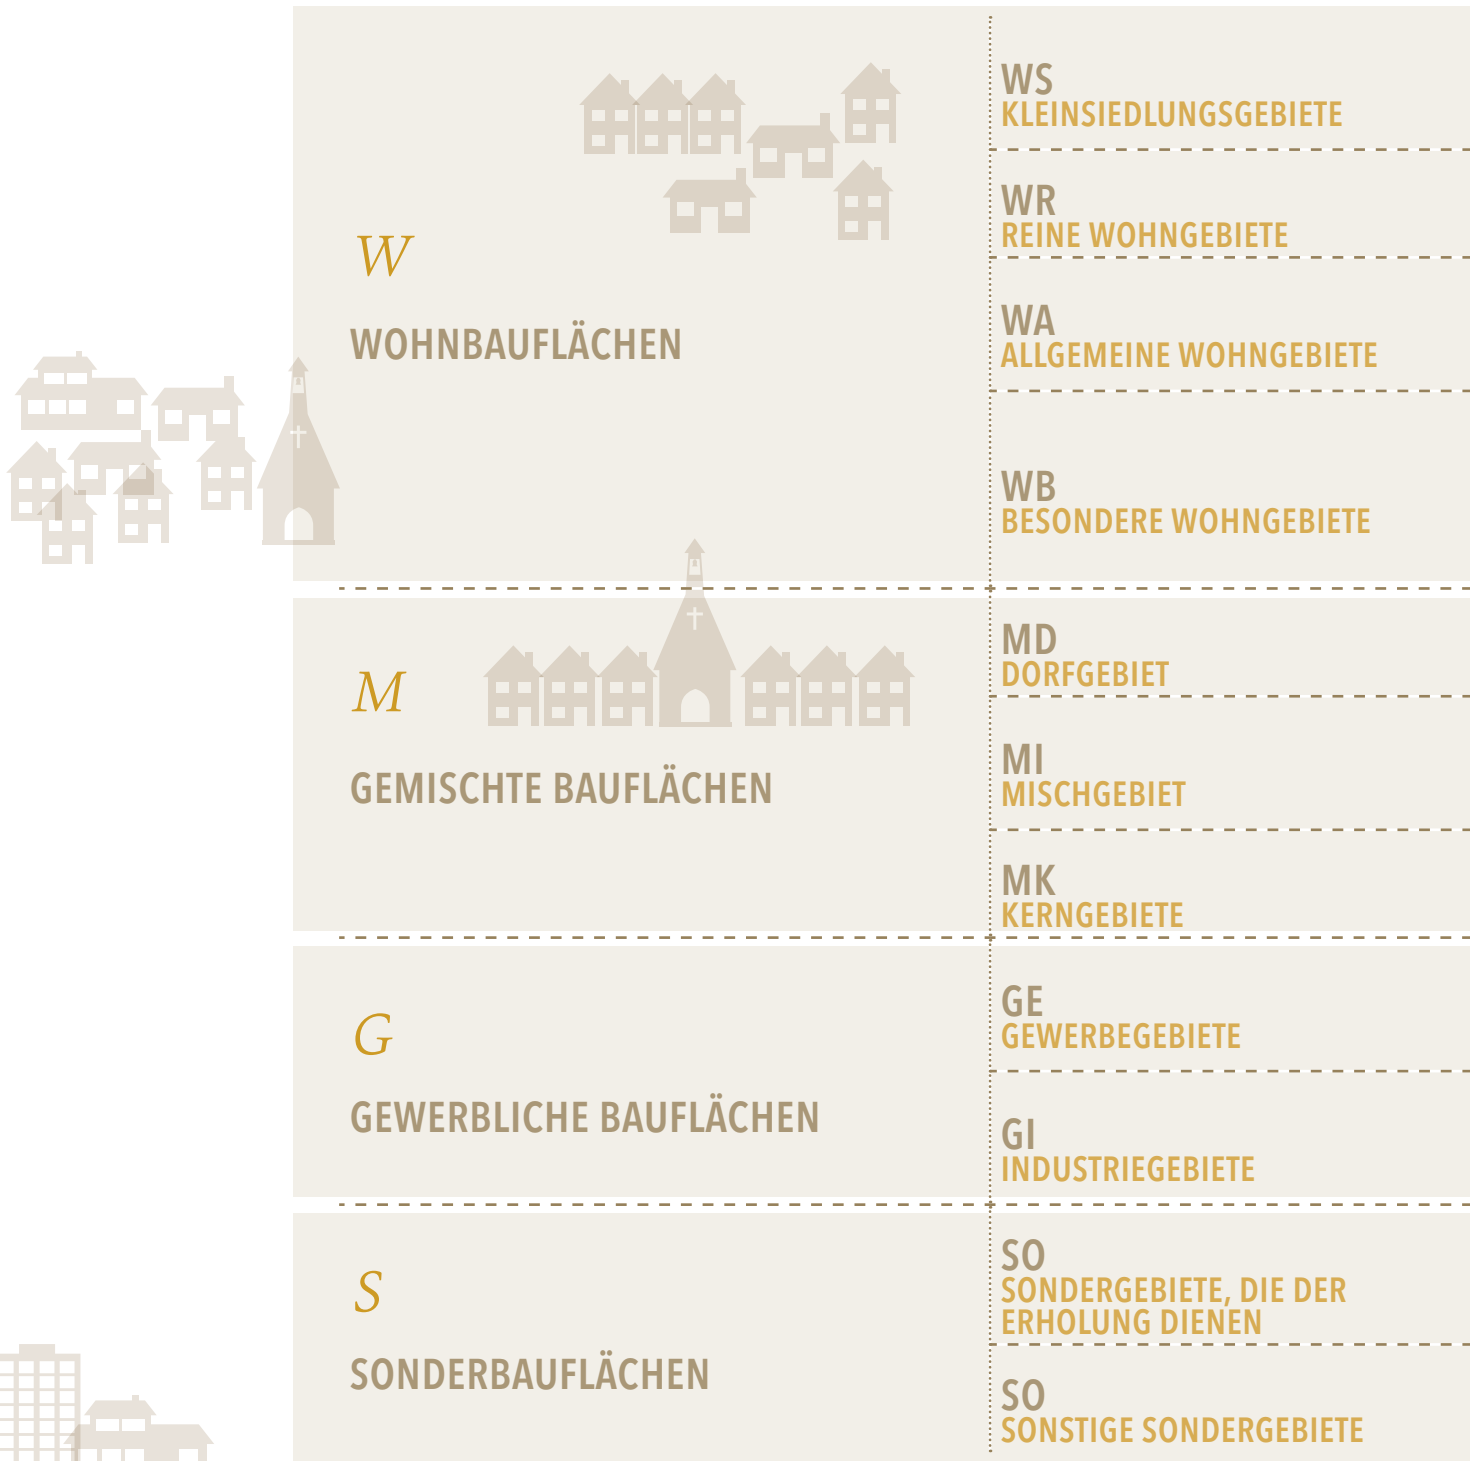 W
WOHNBAUFLÄCHEN
WS
KLEINSIEDLUNGSGEBIETE
WR
REINE WOHNGEBIETE
WA
ALLGEMEINE WOHNGEBIETE
WB
BESONDERE WOHNGEBIETE
M
GEMISCHTE BAUFLÄCHEN
MD
DORFGEBIET
MI
MISCHGEBIET
MK
KERNGEBIETE
G
GEWERBLICHE BAUFLÄCHEN
GE
GEWERBEGEBIETE
GI
INDUSTRIEGEBIETE
S
SONDERBAUFLÄCHEN
SO
SONDERGEBIETE, DIE DER
ERHOLUNG DIENEN
SO
SONSTIGE SONDERGEBIETE